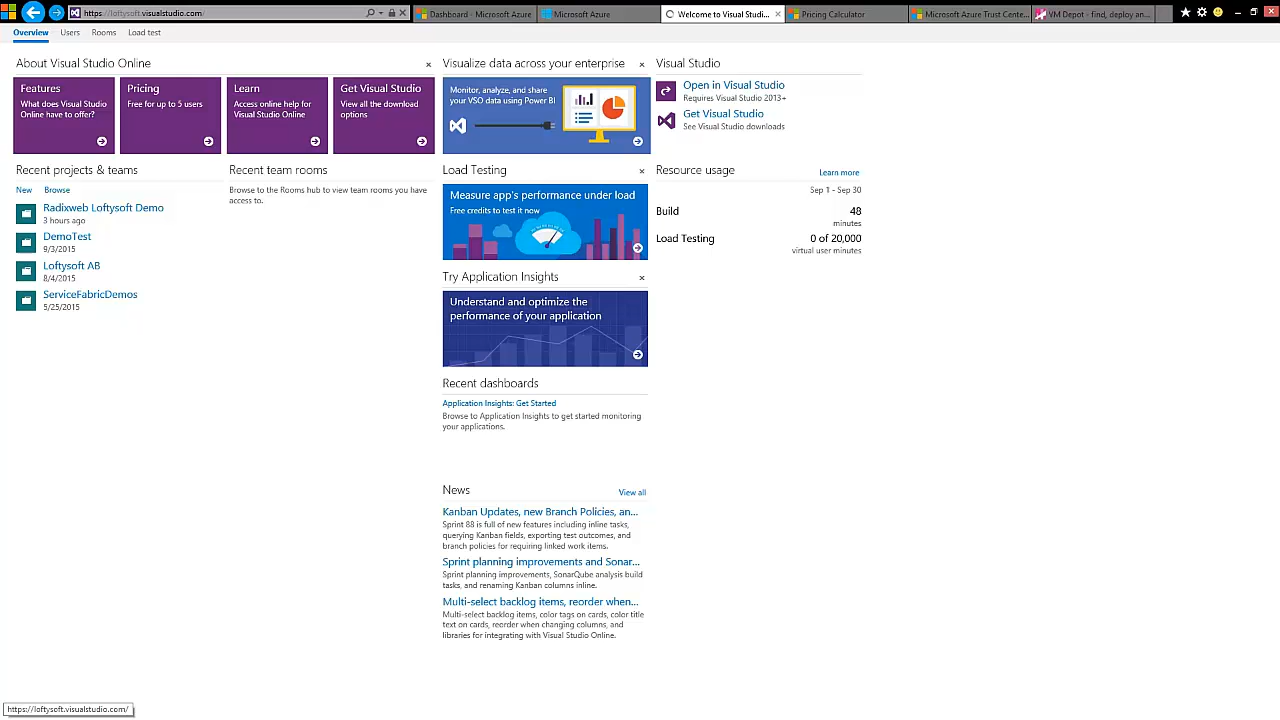 https://loftysoft.visualstudio.com/
Dashboard - Microsoft Azure
Microsoft Azure
Welcome to Visual Studi...
Pricing Calculator
Microsoft Azure Trust Cente...
VM Depot - find, deploy an...
Overview
Users
Rooms
Load test
About Visual Studio Online
Features
What does Visual Studio
Online have to offer?
Pricing
Free for up to 5 users
Learn
Access online help for
Visual Studio Online
Get Visual Studio
View all the download
options
Recent projects & teams
New
Browse
Radixweb Loftysoft Demo
3 hours ago
DemoTest
9/3/2015
Loftysoft AB
8/4/2015
ServiceFabricDemos
5/25/2015
Recent team rooms
Browse to the Rooms hub to view team rooms you have
access to.
Visualize data across your enterprise
Monitor, analyze, and share
your VSO data using Power BI
Load Testing
Measure app's performance under load
Free credits to test it now
Try Application Insights
Understand and optimize the
performance of your application
Recent dashboards
Application Insights: Get Started
Browse to Application Insights to get started monitoring
your applications.
News
View all
Kanban Updates, new Branch Policies, an...
Sprint 88 is full of new features including inline tasks,
querying Kanban fields, exporting test outcomes, and
branch policies for requiring linked work items.
Sprint planning improvements and Sonar...
Sprint planning improvements, SonarQube analysis build
tasks, and renaming Kanban columns inline.
Multi-select backlog items, reorder when...
Multi-select backlog items, color tags on cards, color title
text on cards, reorder when changing columns, and
libraries for integrating with Visual Studio Online.
Visual Studio
Open in Visual Studio
Requires Visual Studio 2013+
Get Visual Studio
See Visual Studio downloads
Resource usage
Learn more
Sep 1 - Sep 30
Build
48
minutes
Load Testing
0 of 20,000
virtual user minutes
https://loftysoft.visualstudio.com/